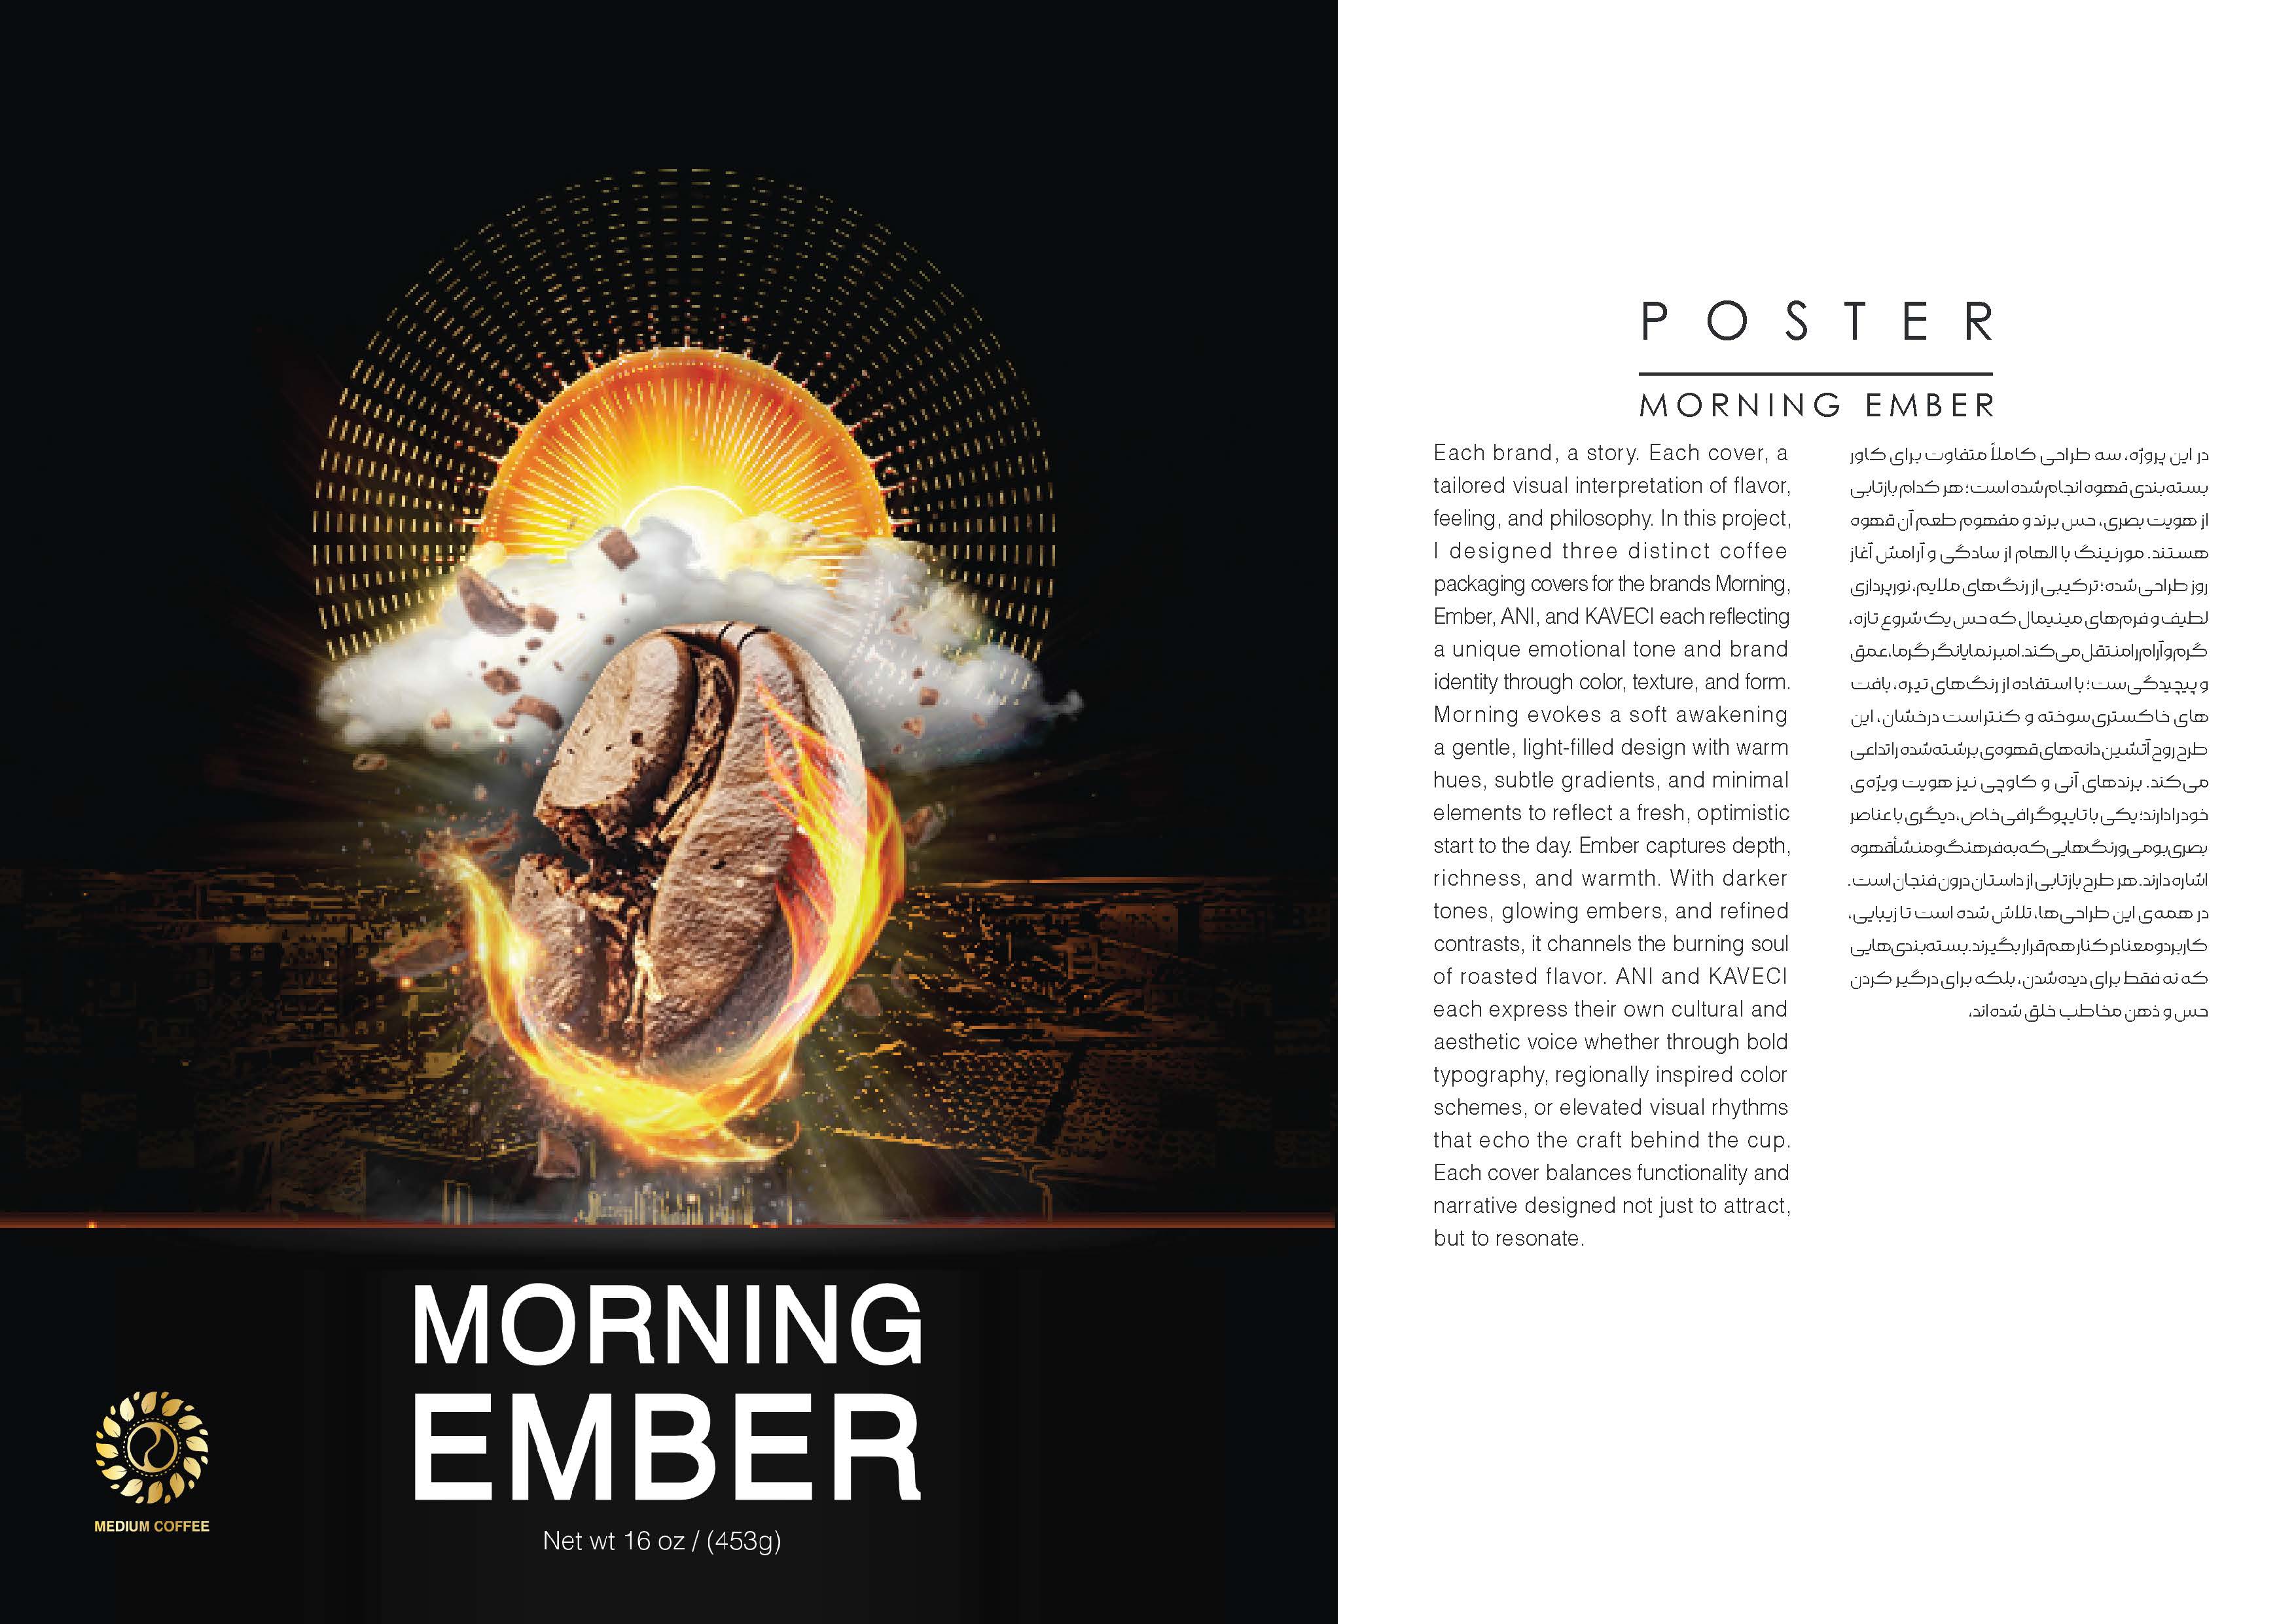 MORNING
EMBER
Net wt 16 oz / (453g)
MEDIUM COFFEE
POSTER
MORNING EMBER
Each brand, a story. Each cover, a
tailored visual interpretation of flavor,
feeling, and philosophy. In this project,
I designed three distinct coffee
packaging covers for the brands Morning,
Ember, ANI, and KAVECI each reflecting
a unique emotional tone and brand
identity through color, texture, and form.
Morning evokes a soft awakening
a gentle, light-filled design with warm
hues, subtle gradients, and minimal
elements to reflect a fresh, optimistic
start to the day. Ember captures depth,
richness, and warmth. With darker
tones, glowing embers, and refined
contrasts, it channels the burning soul
of roasted flavor. ANI and KAVECI
each express their own cultural and
aesthetic voice whether through bold
typography, regionally inspired color
schemes, or elevated visual rhythms
that echo the craft behind the cup.
Each cover balances functionality and
narrative designed not just to attract,
but to resonate.
در این پروژه، سه طراحی کاملاً متفاوت برای کاور
بسته‌بندی قهوه انجام شده است؛ هر کدام بازتابی
از هویت بصری، حس برند و مفهوم طعم آن قهوه
هستند. مورنینگ با الهام از سادگی و آرامش آغاز
روز طراحی شده؛ ترکیبی از رنگ‌های ملایم، نورپردازی
لطیف و فرم‌های مینیمال که حس یک شروع تازه،
گرم و آرام را منتقل می‌کند. امبر نمایانگر گرما، عمق
و پیچیدگی‌ست؛ با استفاده از رنگ‌های تیره، بافت
های خاکستری سوخته و کنتراست درخشان، این
طرح روح آتشین دانه‌های قهوه‌ی برشته‌شده را تداعی
می‌کند. برندهای آنی و کاوچی نیز هویت ویژه‌ی
خود را دارند؛ یکی با تایپوگرافی خاص، دیگری با عناصر
بصری بومی و رنگ‌هایی که به فرهنگ و منشأ قهوه
اشاره دارند. هر طرح بازتابی از داستان درون فنجان است.
در همه‌ی این طراحی‌ها، تلاش شده است تا زیبایی،
کاربرد و معنا در کنار هم قرار بگیرند. بسته‌بندی‌هایی
که نه فقط برای دیده‌شدن، بلکه برای درگیر کردن
حس و ذهن مخاطب خلق شده‌اند،